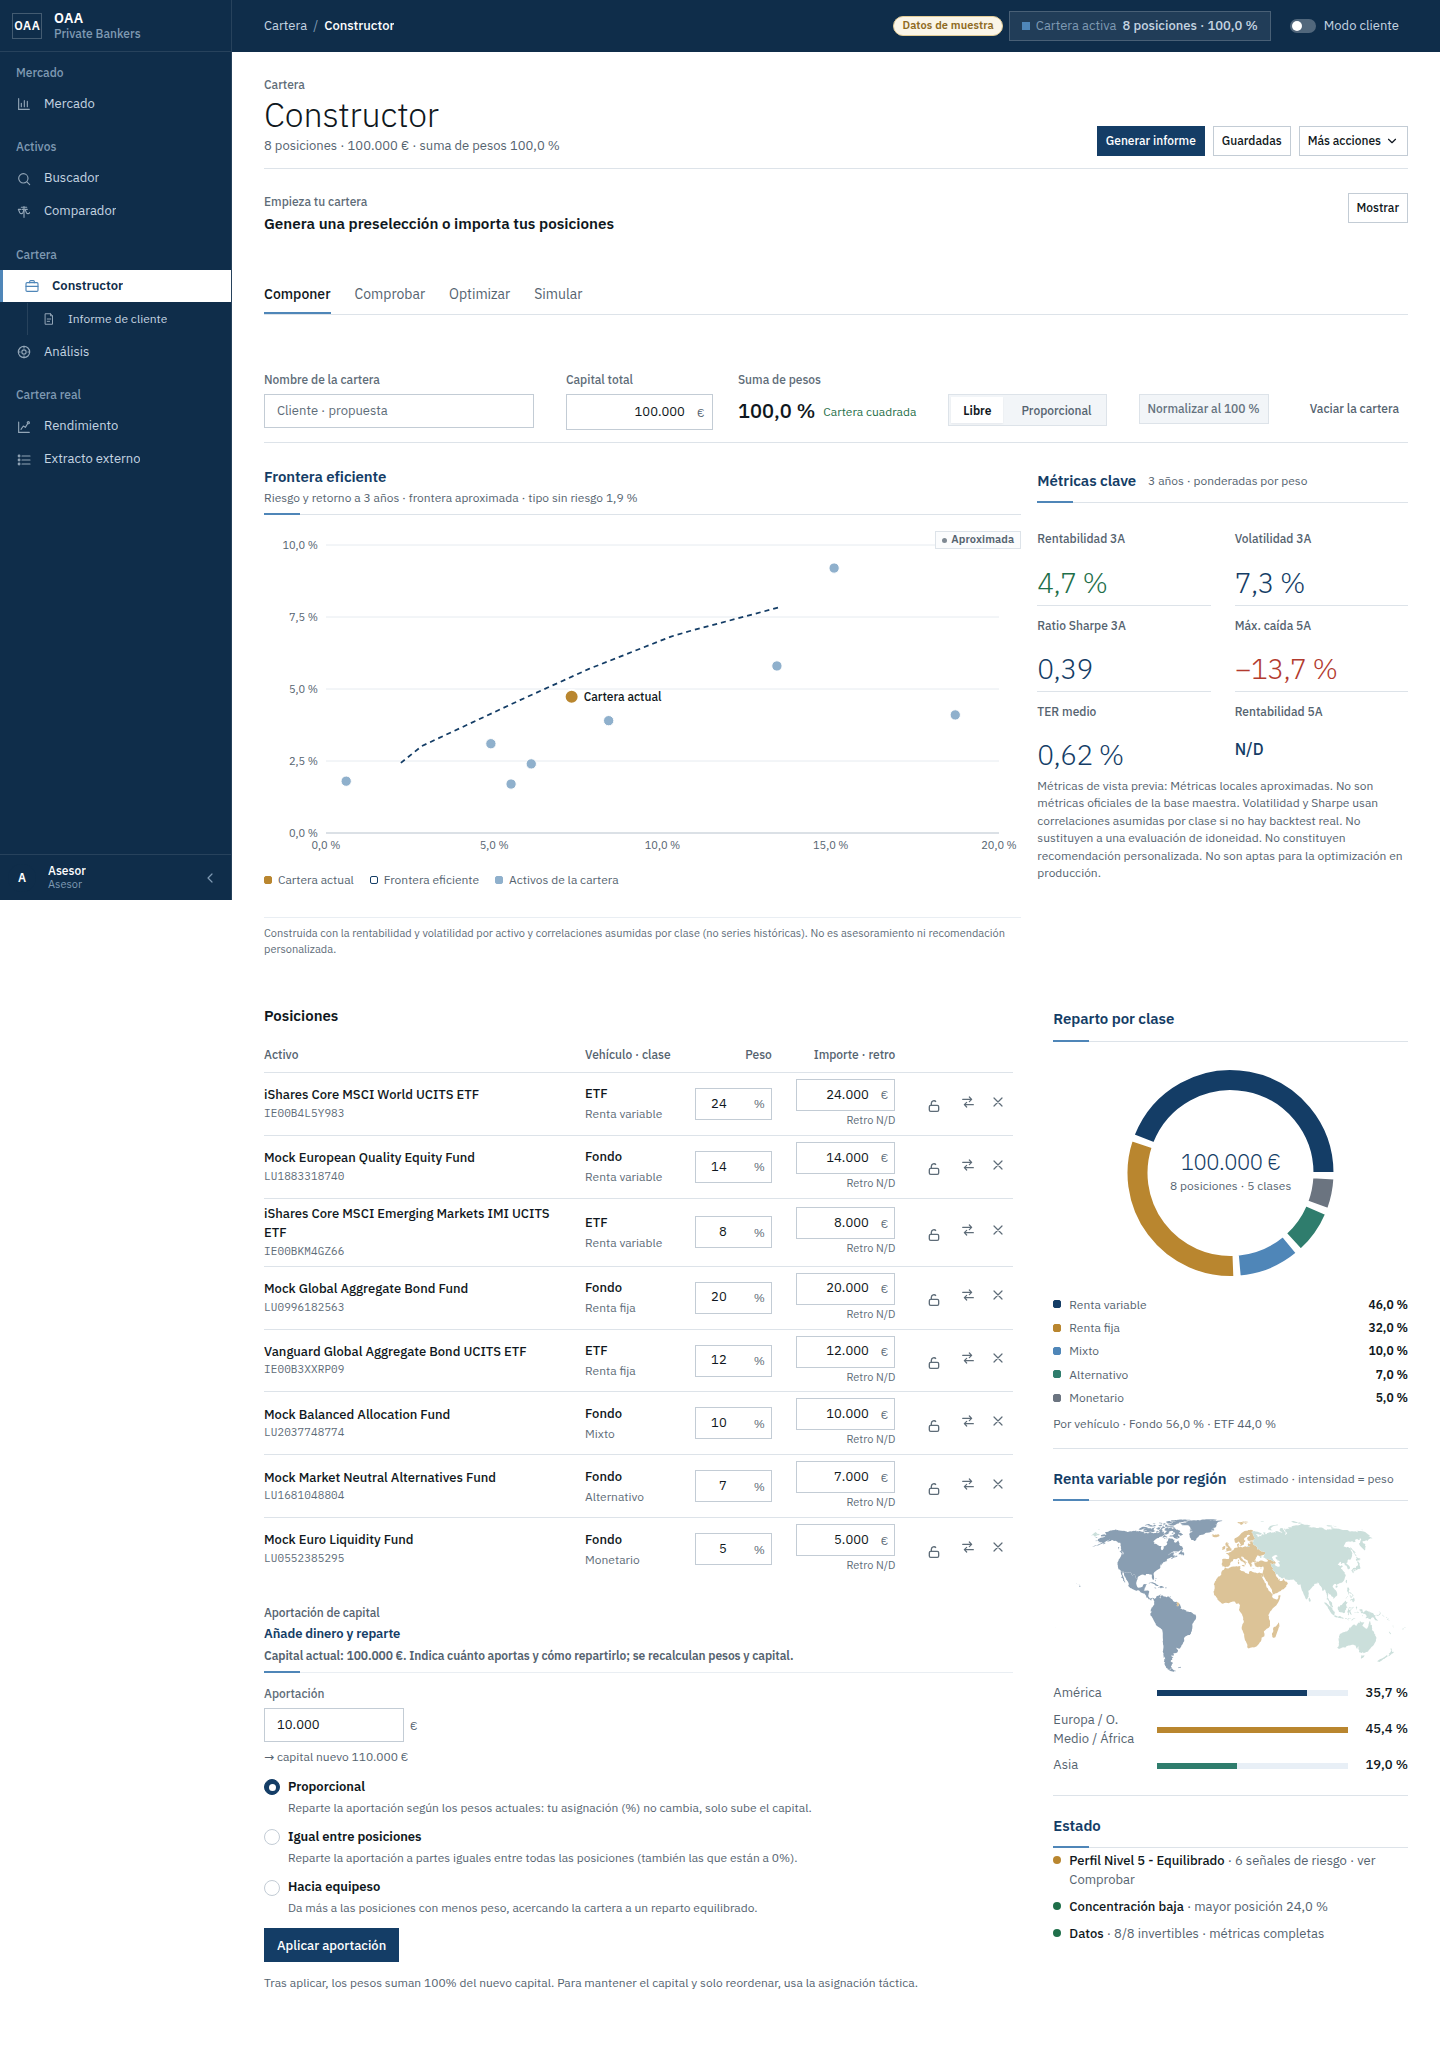 OAA
OAA
Private Bankers
Cartera / Constructor
Datos de muestra
Cartera activa 8 posiciones · 100,0 %
Modo cliente
Mercado
Mercado
Activos
Buscador
Comparador
Cartera
Constructor
Informe de cliente
Análisis
Cartera real
Rendimiento
Extracto externo
A
Asesor
Asesor
Cartera
Constructor
8 posiciones · 100.000 € · suma de pesos 100,0 %
Generar informe
Guardadas
Más acciones
Empieza tu cartera
Genera una preselección o importa tus posiciones
Mostrar
Componer Comprobar Optimizar Simular
Nombre de la cartera
Cliente · propuesta
Capital total
100.000 €
Suma de pesos
100,0 % Cartera cuadrada
Libre Proporcional
Normalizar al 100 %
Vaciar la cartera
Frontera eficiente
Riesgo y retorno a 3 años · frontera aproximada · tipo sin riesgo 1,9 %
Aproximada
10,0 %
7,5 %
5,0 %
2,5 %
0,0 %
Cartera actual
0,0 % 5,0 % 10,0 % 15,0 % 20,0 %
Cartera actual Frontera eficiente Activos de la cartera
Construida con la rentabilidad y volatilidad por activo y correlaciones asumidas por clase (no series históricas). No es asesoramiento ni recomendación
personalizada.
Métricas clave 3 años · ponderadas por peso
Rentabilidad 3A Volatilidad 3A
4,7 % 7,3 %
Ratio Sharpe 3A Máx. caída 5A
0,39 −13,7 %
TER medio Rentabilidad 5A
0,62 % N/D
Métricas de vista previa: Métricas locales aproximadas. No son
métricas oficiales de la base maestra. Volatilidad y Sharpe usan
correlaciones asumidas por clase si no hay backtest real. No
sustituyen a una evaluación de idoneidad. No constituyen
recomendación personalizada. No son aptas para la optimización en
producción.
Posiciones
Activo Vehículo · clase Peso Importe · retro
iShares Core MSCI World UCITS ETF ETF 24 % 24.000 €
IE00B4L5Y983 Renta variable Retro N/D
Mock European Quality Equity Fund Fondo 14 % 14.000 €
LU1883318740 Renta variable Retro N/D
iShares Core MSCI Emerging Markets IMI UCITS
ETF ETF 8 % 8.000 €
IE00BKM4GZ66 Renta variable Retro N/D
Mock Global Aggregate Bond Fund Fondo 20 % 20.000 €
LU0996182563 Renta fija Retro N/D
Vanguard Global Aggregate Bond UCITS ETF ETF 12 % 12.000 €
IE00B3XXRP09 Renta fija Retro N/D
Mock Balanced Allocation Fund Fondo 10 % 10.000 €
LU2037748774 Mixto Retro N/D
Mock Market Neutral Alternatives Fund Fondo 7 % 7.000 €
LU1681048804 Alternativo Retro N/D
Mock Euro Liquidity Fund Fondo 5 % 5.000 €
LU0552385295 Monetario Retro N/D
Aportación de capital
Añade dinero y reparte
Capital actual: 100.000 €. Indica cuánto aportas y cómo repartirlo; se recalculan pesos y capital.
Aportación
10.000 €
→ capital nuevo 110.000 €
Proporcional
Reparte la aportación según los pesos actuales: tu asignación (%) no cambia, solo sube el capital.
Igual entre posiciones
Reparte la aportación a partes iguales entre todas las posiciones (también las que están a 0%).
Hacia equipeso
Da más a las posiciones con menos peso, acercando la cartera a un reparto equilibrado.
Aplicar aportación
Tras aplicar, los pesos suman 100% del nuevo capital. Para mantener el capital y solo reordenar, usa la asignación táctica.
Reparto por clase
100.000 €
8 posiciones · 5 clases
Renta variable 46,0 %
Renta fija 32,0 %
Mixto 10,0 %
Alternativo 7,0 %
Monetario 5,0 %
Por vehículo · Fondo 56,0 % · ETF 44,0 %
Renta variable por región estimado · intensidad = peso
América 35,7 %
Europa / O.
Medio / África 45,4 %
Asia 19,0 %
Estado
Perfil Nivel 5 - Equilibrado · 6 señales de riesgo · ver
Comprobar
Concentración baja · mayor posición 24,0 %
Datos · 8/8 invertibles · métricas completas